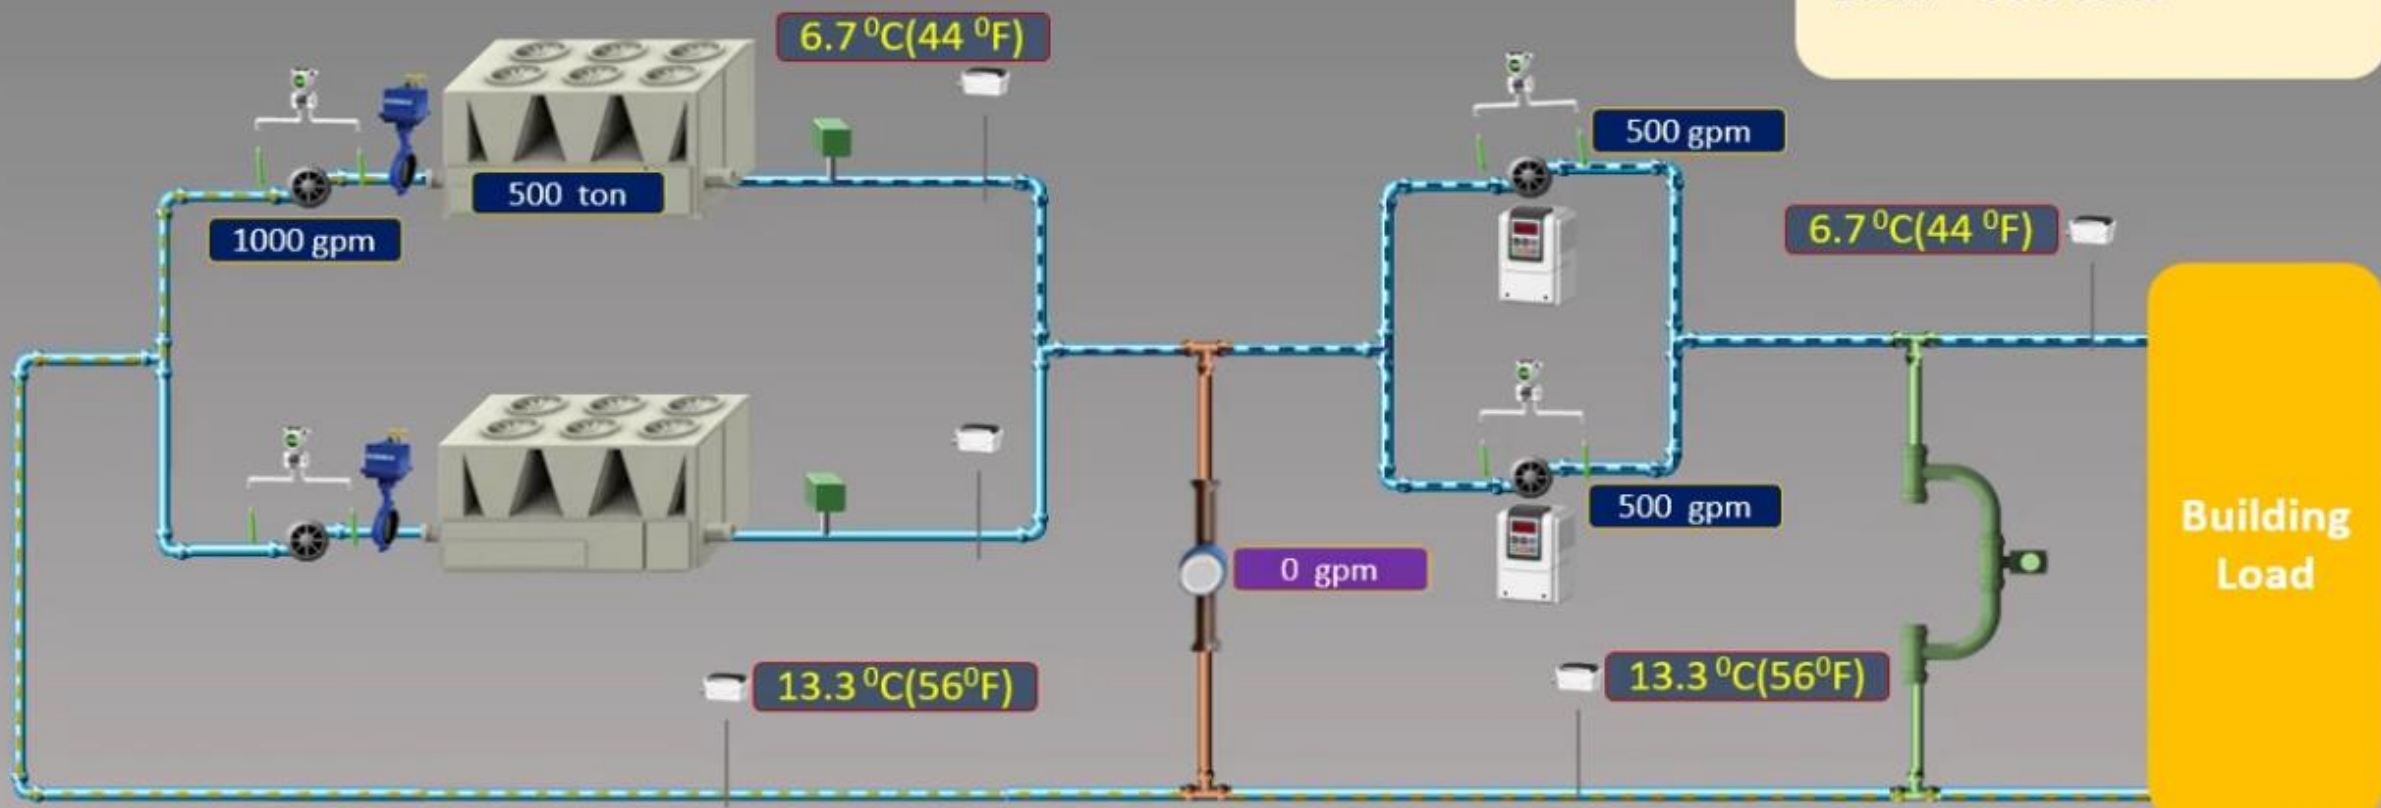 6.7 ⁰C(44 ⁰F)
500 gpm
500 ton
1000 gpm
6.7 ⁰C(44 ⁰F)
500 gpm
0 gpm
Building
Load
13.3 ⁰C(56⁰F)
13.3 ⁰C(56⁰F)